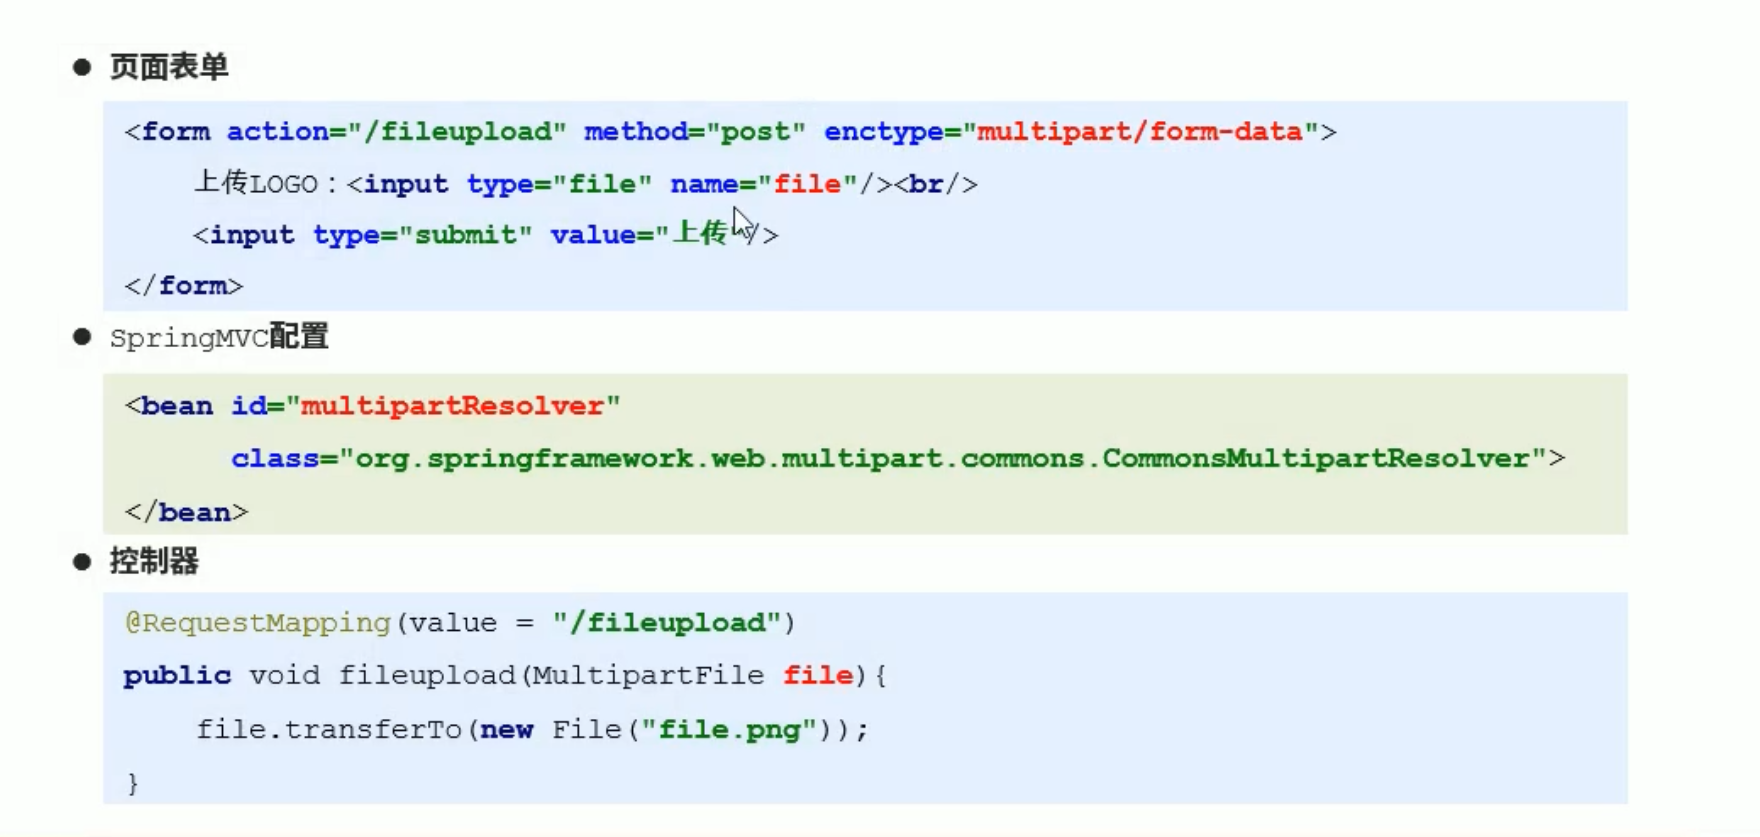 ● 页面表单
<form action="/fileupload" method="post" enctype="multipart/form-data">
上传LOGO：<input type="file" name="file"/><br/>
<input type="submit" value="上传"/>
</form>
● SpringMVC配置
<bean id="multipartResolver"
class="org.springframework.web.multipart.commons.CommonsMultipartResolver">
</bean>
● 控制器
@RequestMapping(value = "/fileupload")
public void fileupload(MultipartFile file){
file.transferTo(new File("file.png"));
}